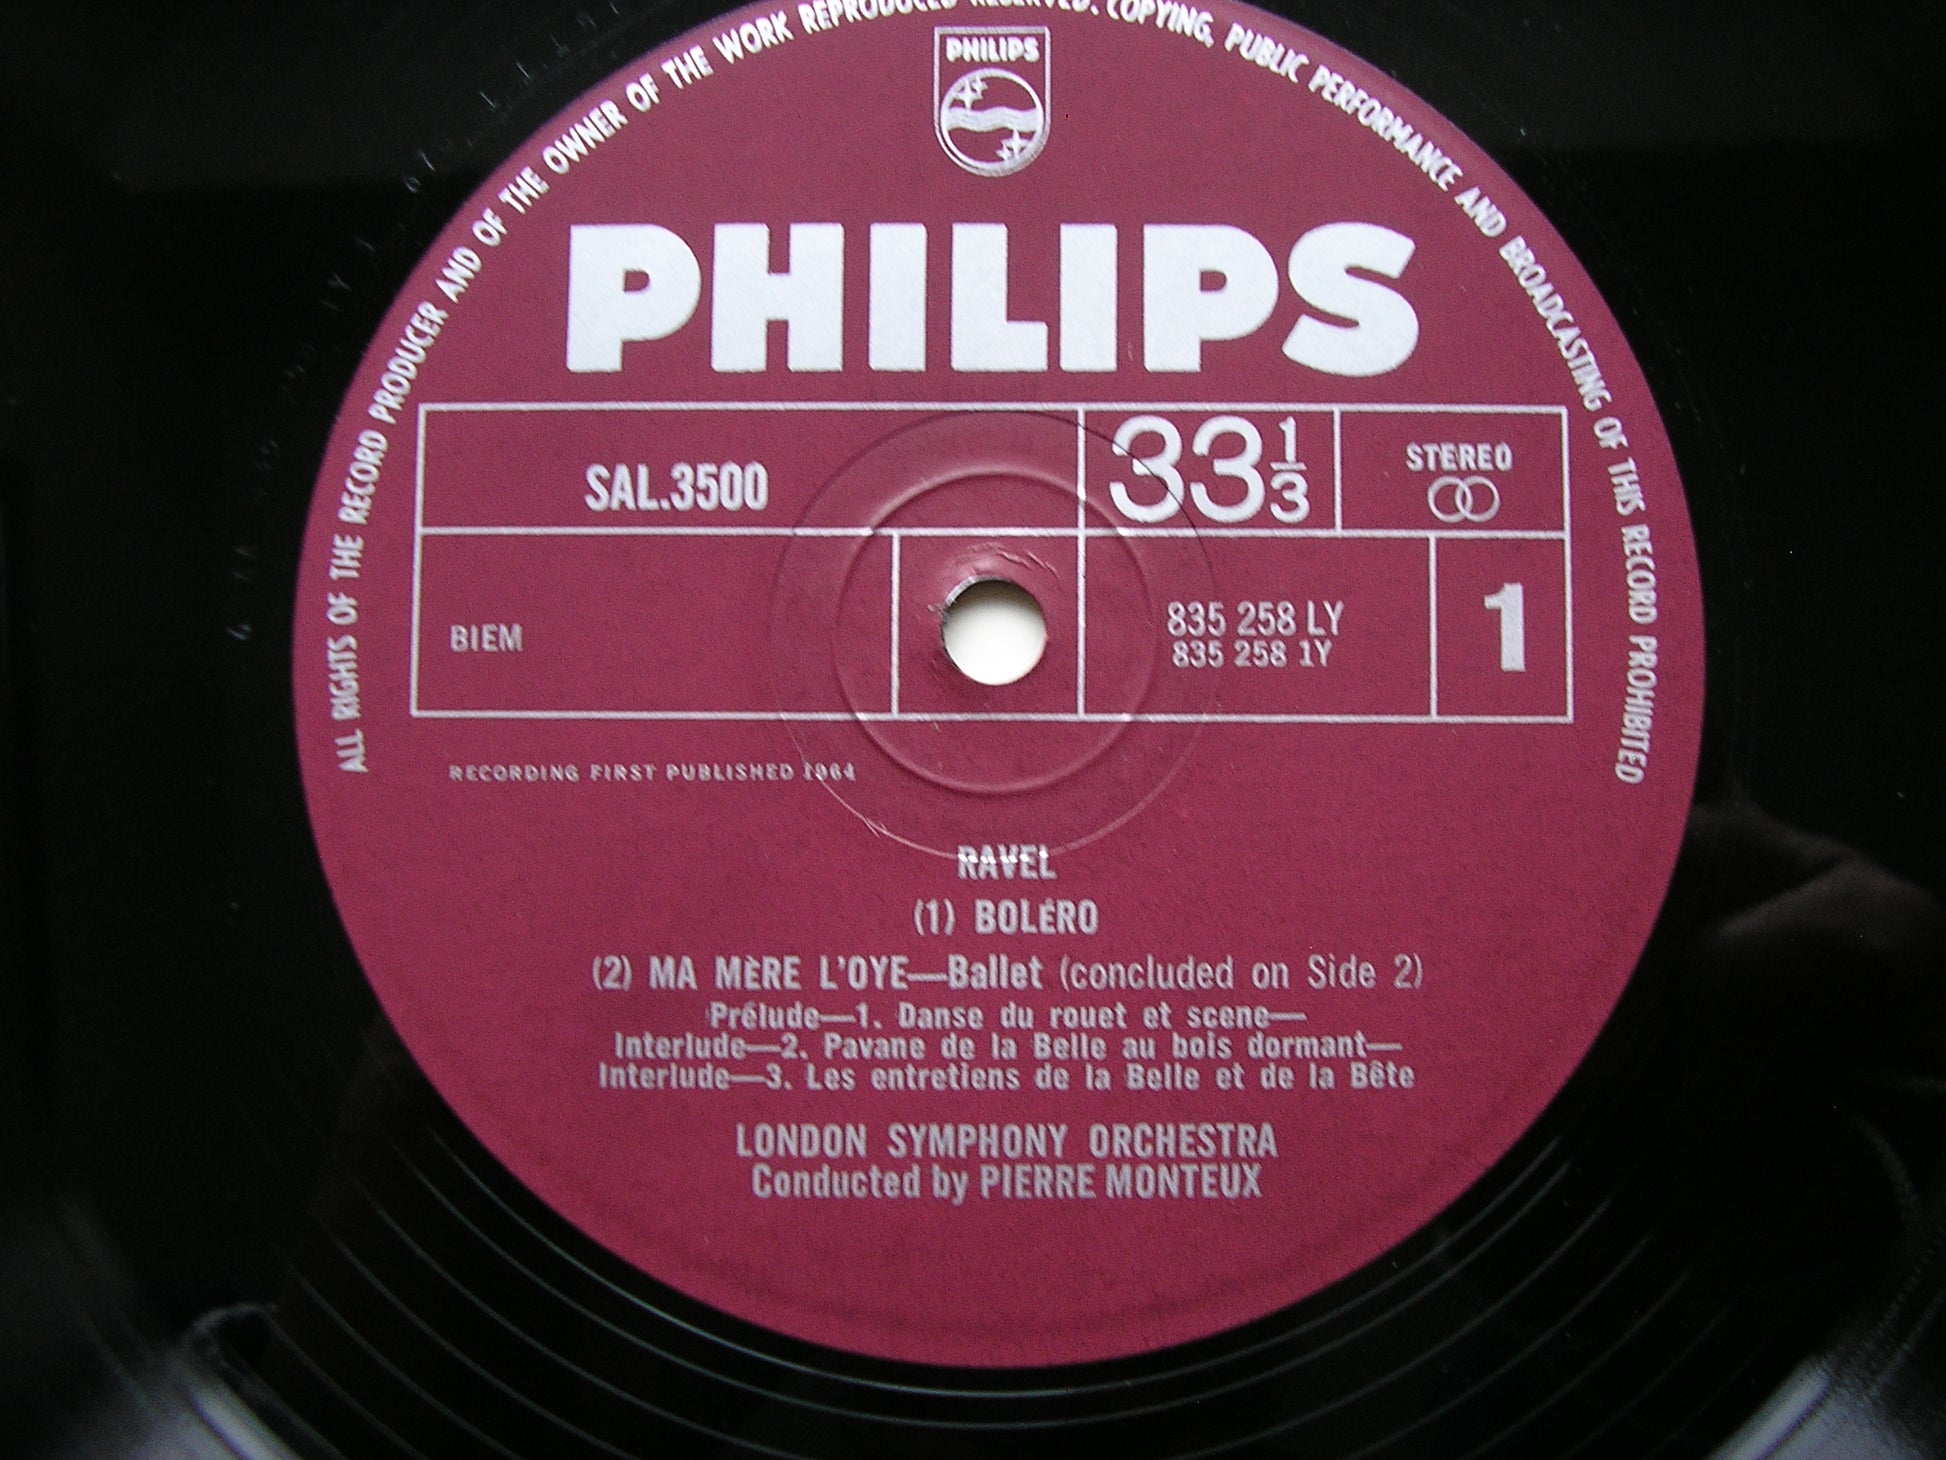 ALL RIGHTS OF THE RECORD PRODUCER AND OF THE OWNER OF THE WORK REPRODUCED RESERVED. COPYING, PUBLIC PERFORMANCE AND BROADCASTING OF THIS RECORD PROHIBITED
PHILIPS
PHILIPS
SAL.3500
33 1/3
STEREO
BIEM
835 258 LY
835 258 1Y
1
RECORDING FIRST PUBLISHED 1964
RAVEL
(1) BOLÉRO
(2) MA MÈRE L'OYE—Ballet (concluded on Side 2)
Prélude—1. Danse du rouet et scene—
Interlude—2. Pavane de la Belle au bois dormant—
Interlude—3. Les entretiens de la Belle et de la Bête
LONDON SYMPHONY ORCHESTRA
Conducted by PIERRE MONTEUX